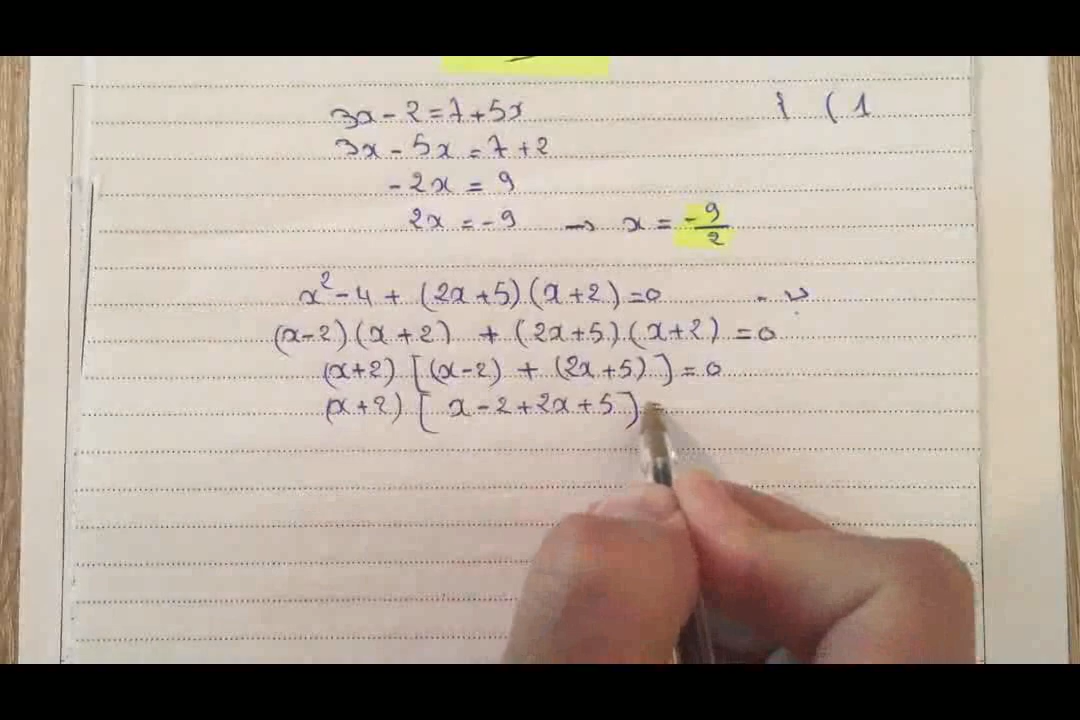 1 ) أ
3x - 2 = 7 + 5x
3x - 5x = 7 + 2
- 2x = 9
2x = - 9 → x = -9/2
ب -
x² - 4 + (2x + 5)(x + 2) = 0
(x - 2)(x + 2) + (2x + 5)(x + 2) = 0
(x + 2) [(x - 2) + (2x + 5)] = 0
(x + 2) [ x - 2 + 2x + 5 ] =